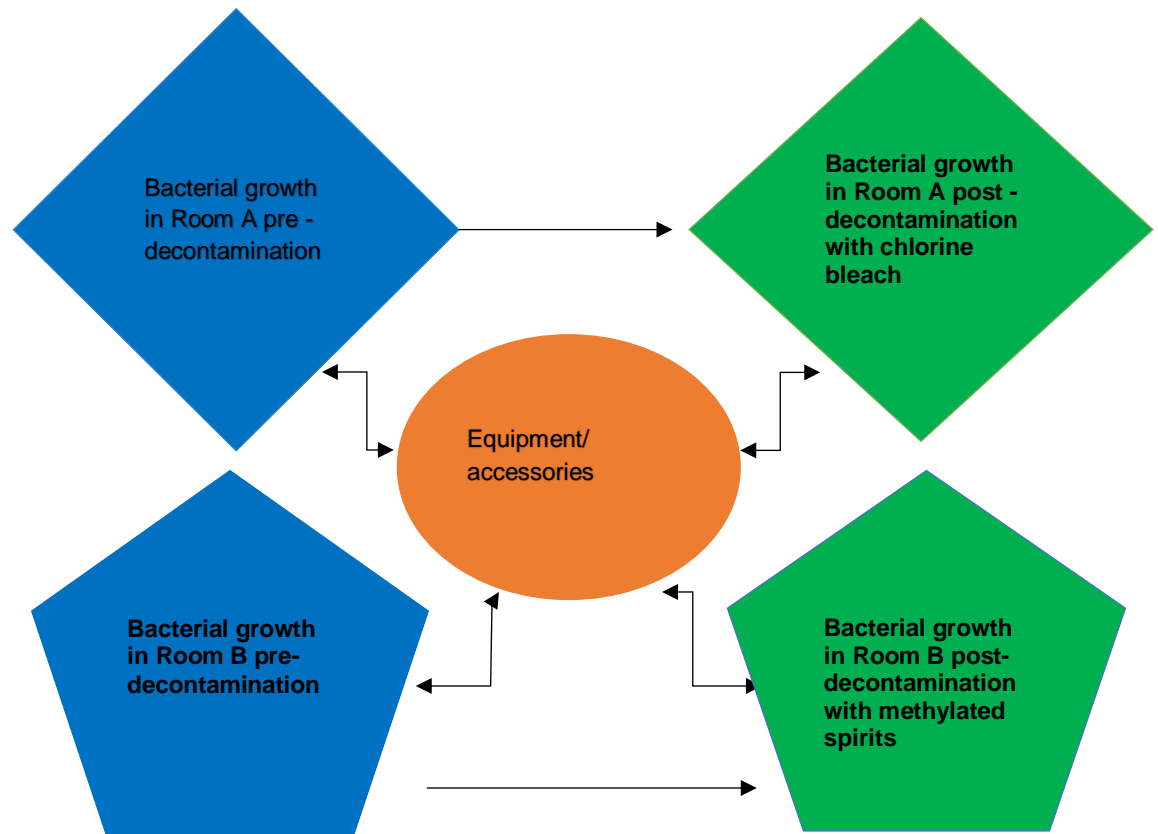 Bacterial growth
in Room A pre -
decontamination
Bacterial growth
in Room A post -
decontamination
with chlorine
bleach
Equipment/
accessories
Bacterial growth
in Room B pre-
decontamination
Bacterial growth
in Room B post-
decontamination
with methylated
spirits